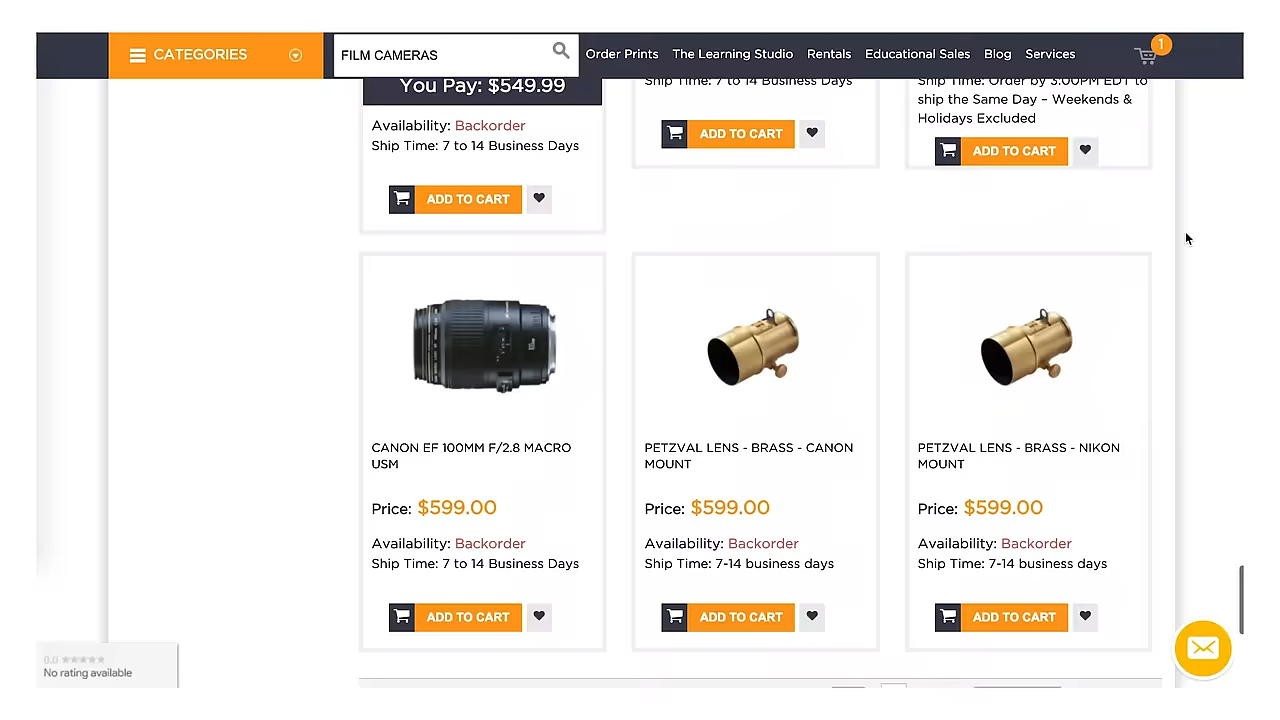 CATEGORIES
FILM CAMERAS
Order Prints
The Learning Studio
Rentals
Educational Sales
Blog
Services
1
You Pay: $549.99
Availability: Backorder
Ship Time: 7 to 14 Business Days
ADD TO CART
Ship Time: 7 to 14 Business Days
ADD TO CART
Ship Time: Order by 3:00PM EDT to
ship the Same Day – Weekends &
Holidays Excluded
ADD TO CART
CANON EF 100MM F/2.8 MACRO
USM
Price: $599.00
Availability: Backorder
Ship Time: 7 to 14 Business Days
ADD TO CART
PETZVAL LENS - BRASS - CANON
MOUNT
Price: $599.00
Availability: Backorder
Ship Time: 7-14 business days
ADD TO CART
PETZVAL LENS - BRASS - NIKON
MOUNT
Price: $599.00
Availability: Backorder
Ship Time: 7-14 business days
ADD TO CART
0.0
No rating available